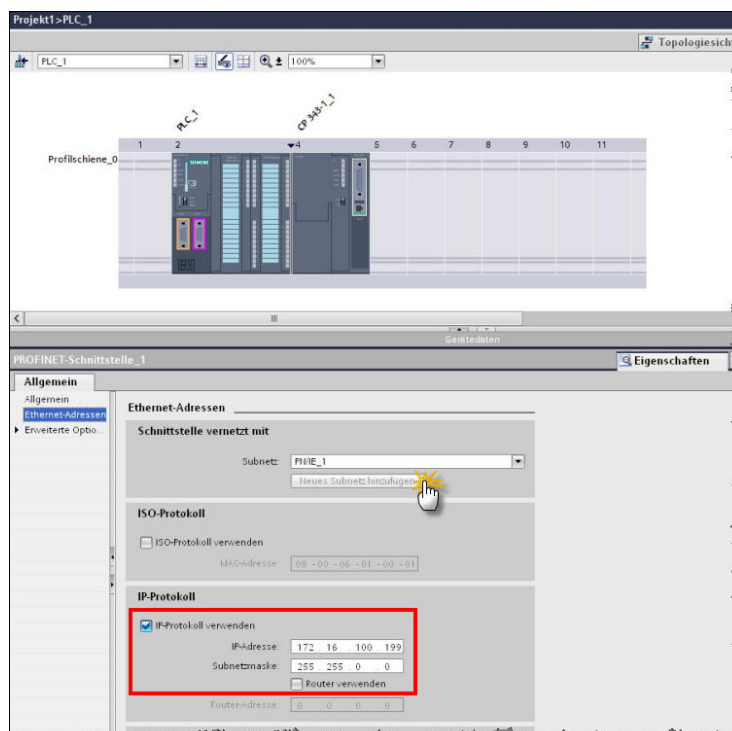 Projekt1>PLC_1
Topologiesich
PLC_1
100%
PLC_1
CP 343-1_1
1 2 4 5 6 7 8 9 10 11
Profilschiene_0
SIEMENS
Gerätedaten
PROFINET-Schnittstelle_1
Eigenschaften
Allgemein
Allgemein
Ethernet-Adressen
Erweiterte Optio...
Ethernet-Adressen
Schnittstelle vernetzt mit
Subnetz: PN/IE_1
Neues Subnetz hinzufügen
ISO-Protokoll
ISO-Protokoll verwenden
MAC-Adresse: 08 -00 -06 -01 -00 -01
IP-Protokoll
IP-Protokoll verwenden
IP-Adresse: 172 . 16 . 100 . 199
Subnetzmaske: 255 . 255 . 0 . 0
Router verwenden
Router-Adresse: 0 . 0 . 0 . 0